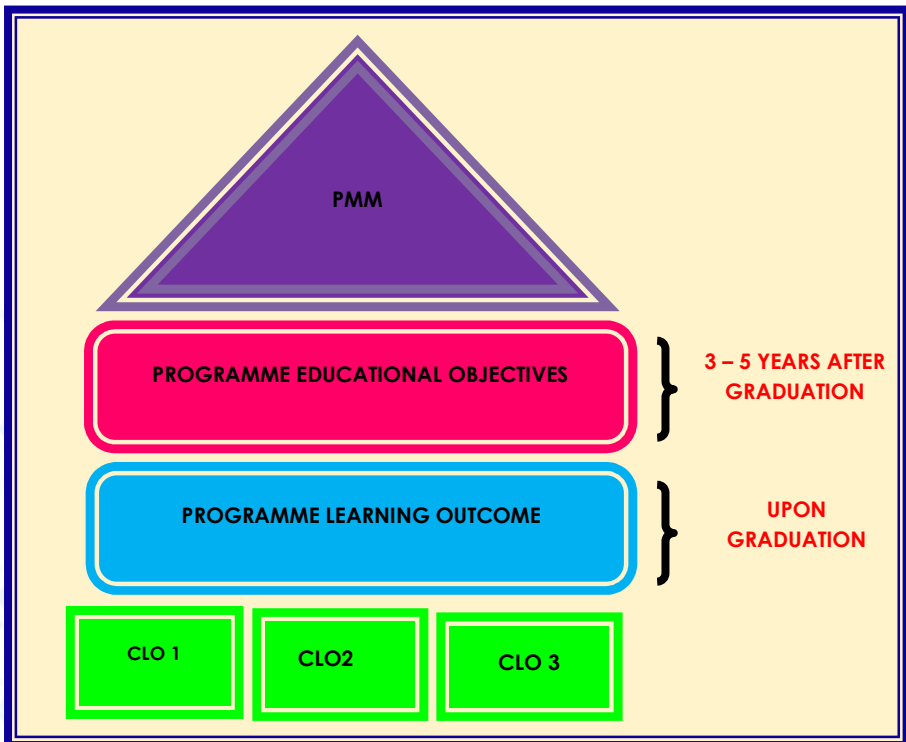 PMM
PROGRAMME EDUCATIONAL OBJECTIVES
3 – 5 YEARS AFTER
GRADUATION
PROGRAMME LEARNING OUTCOME
UPON
GRADUATION
CLO 1
CLO2
CLO 3